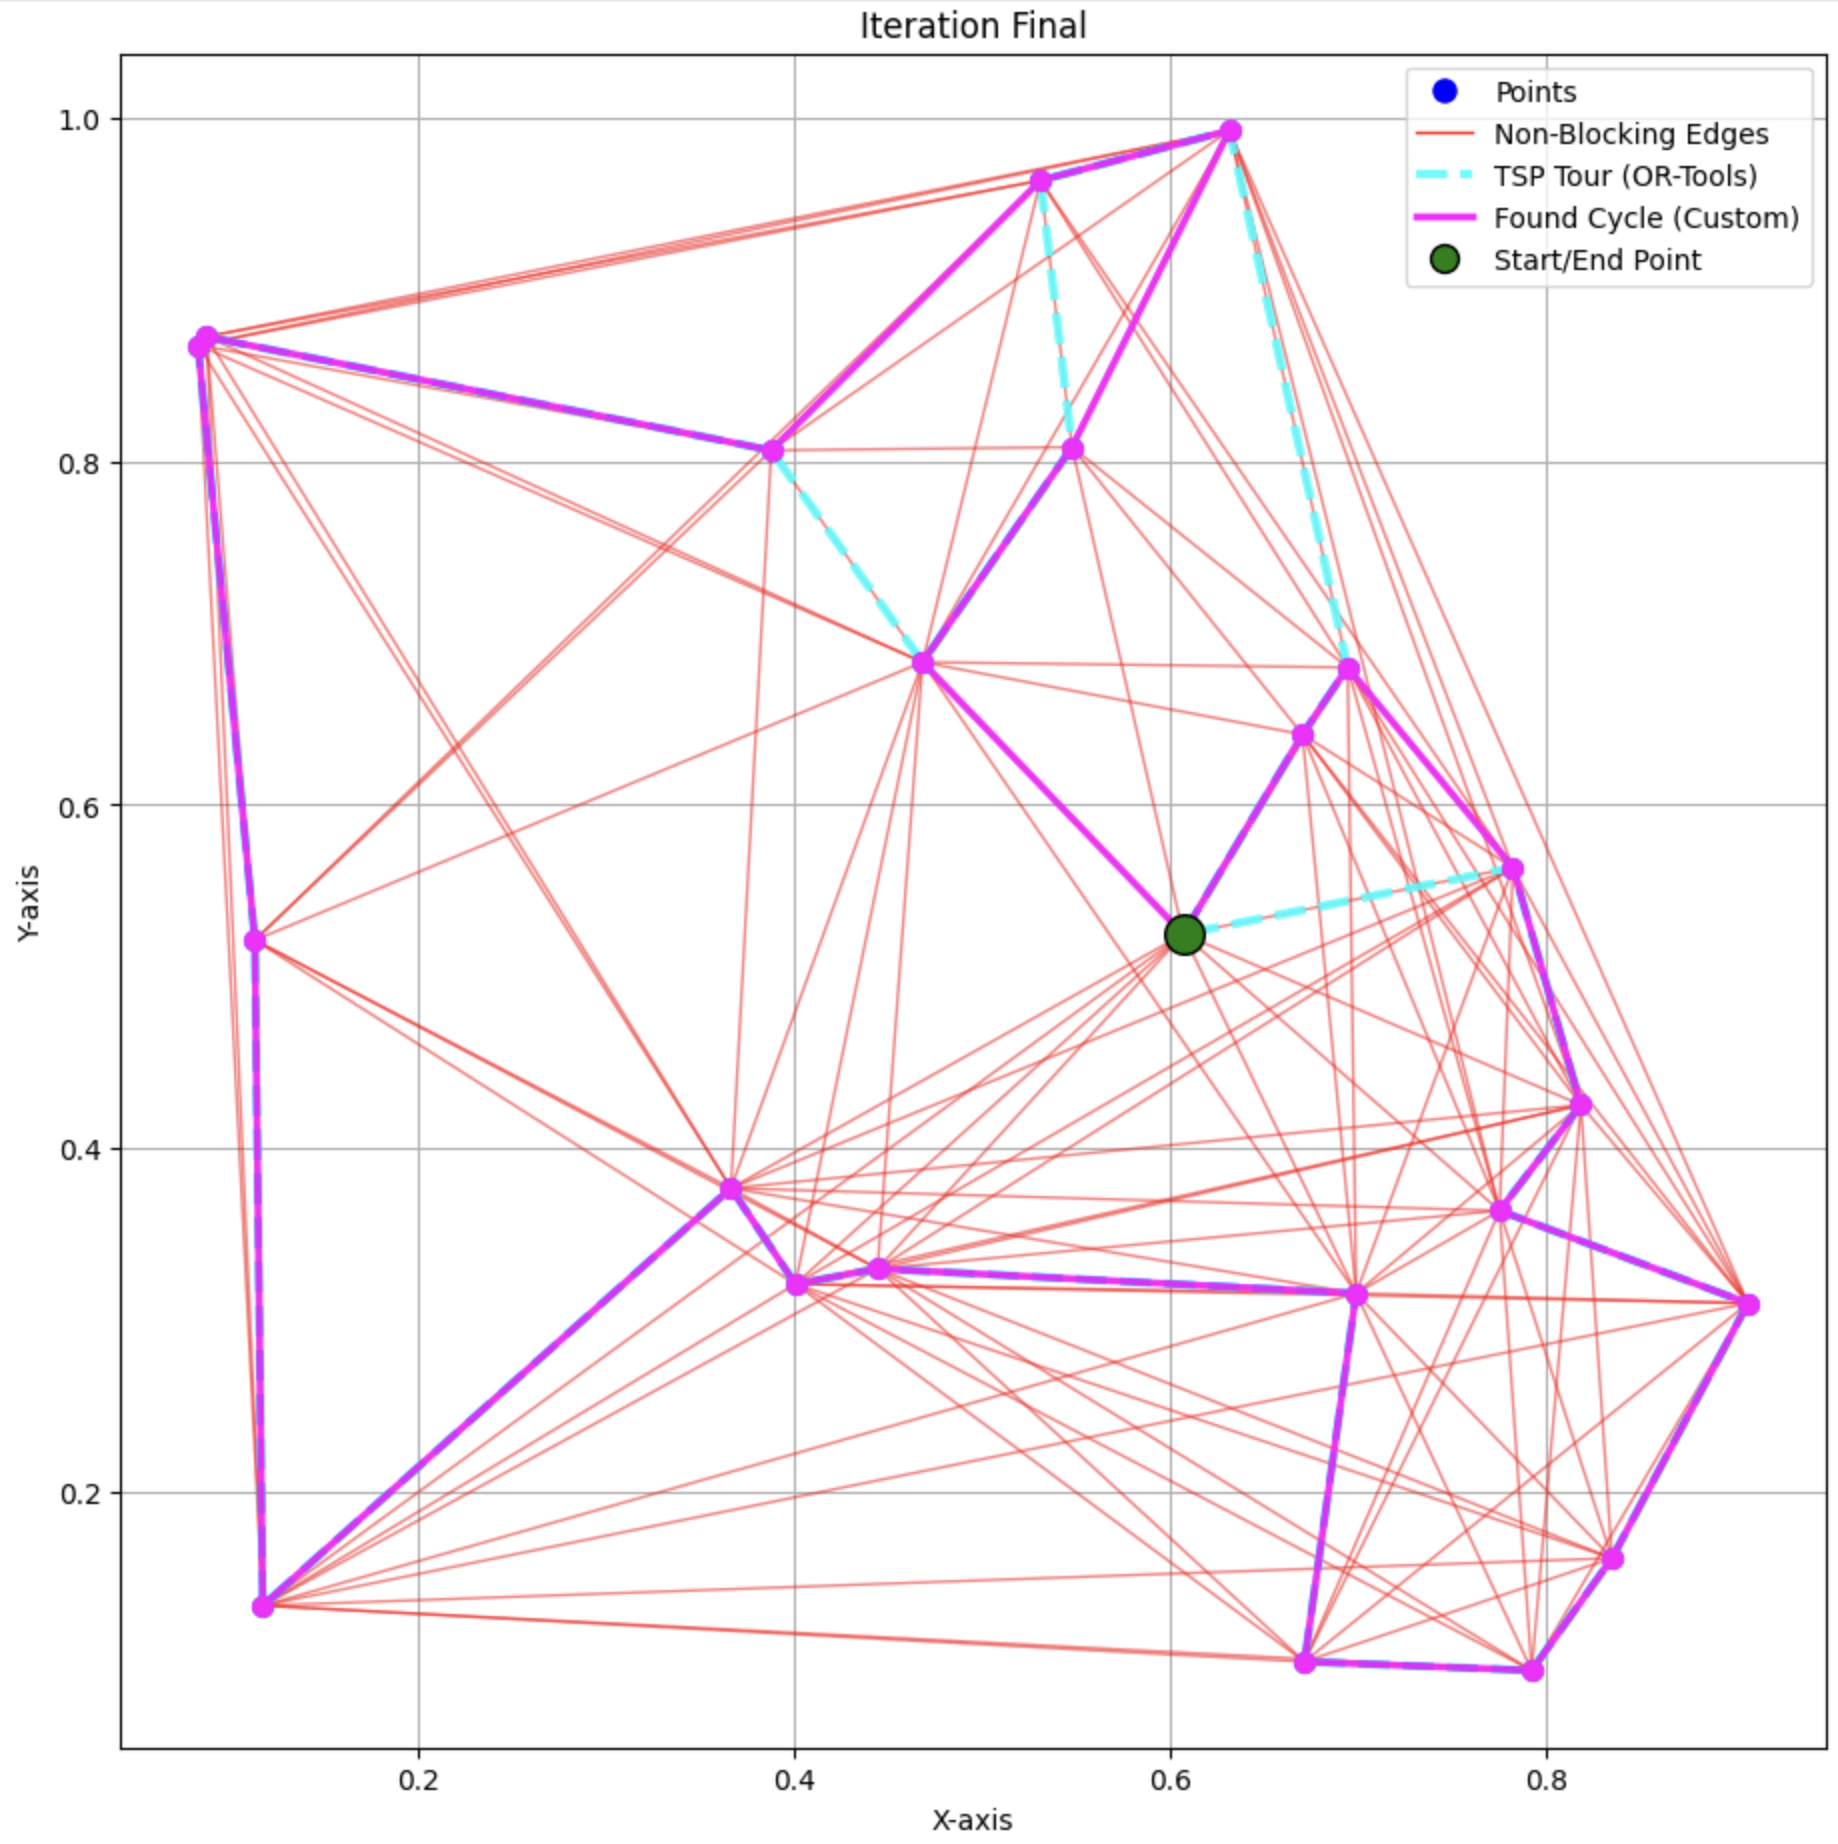 Iteration Final
Points
Non-Blocking Edges
TSP Tour (OR-Tools)
Found Cycle (Custom)
Start/End Point
1.0
0.8
0.6
0.4
0.2
Y-axis
0.2
0.4
0.6
0.8
X-axis